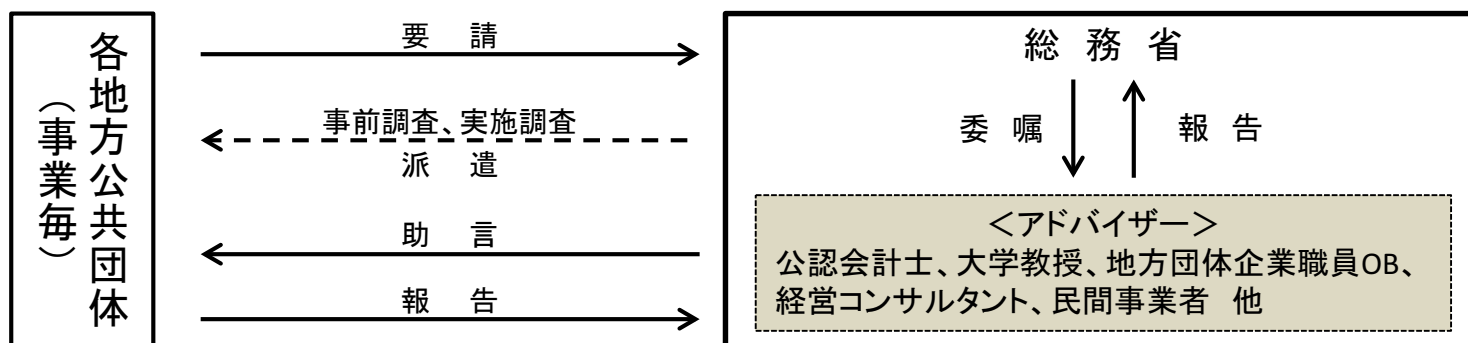 各地方公共団体
（事業毎）
要　請
事前調査、実施調査
派　遣
助　言
報　告
総 務 省
委 嘱
報 告
＜アドバイザー＞
公認会計士、大学教授、地方団体企業職員OB、
経営コンサルタント、民間事業者　他